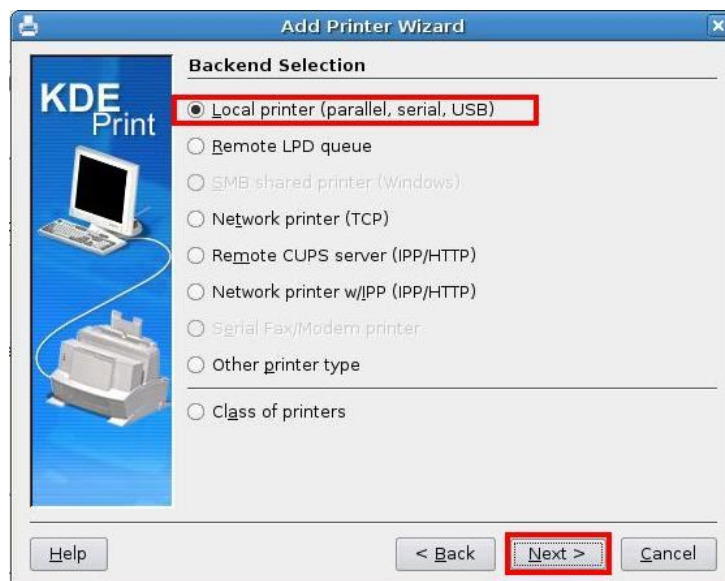 Add Printer Wizard
KDE
Print
Backend Selection
Local printer (parallel, serial, USB)
Remote LPD queue
SMB shared printer (Windows)
Network printer (TCP)
Remote CUPS server (IPP/HTTP)
Network printer w/IPP (IPP/HTTP)
Serial Fax/Modem printer
Other printer type
Class of printers
Help < Back Next > Cancel